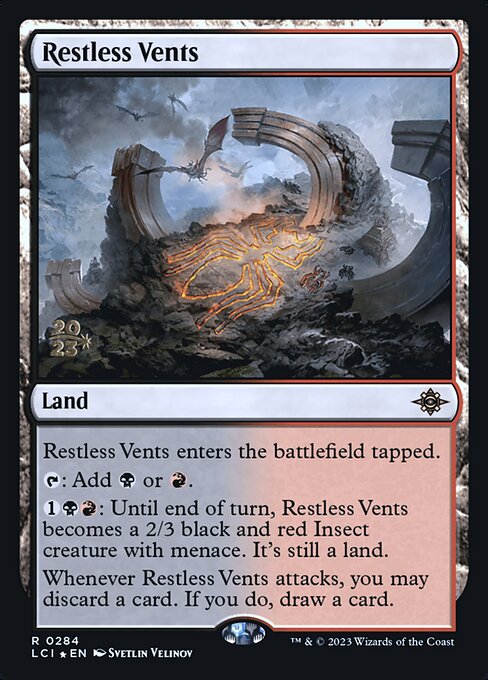 Restless Vents
20
23
Land
Restless Vents enters the battlefield tapped.
: Add or .
1: Until end of turn, Restless Vents
becomes a 2/3 black and red Insect
creature with menace. It's still a land.
Whenever Restless Vents attacks, you may
discard a card. If you do, draw a card.
R 0284
LCI ★ EN Svetlin Velinov
™ & © 2023 Wizards of the Coast